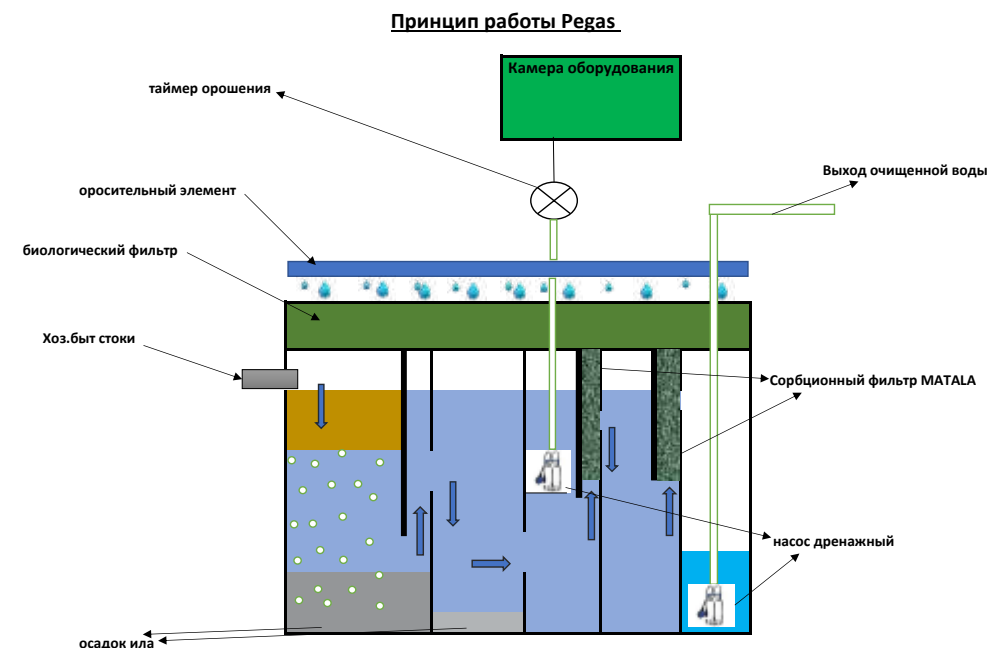 Принцип работы Pegas
Камера оборудования
таймер орошения
Выход очищенной воды
оросительный элемент
биологический фильтр
Хоз.быт стоки
Сорбционный фильтр MATALA
насос дренажный
осадок ила